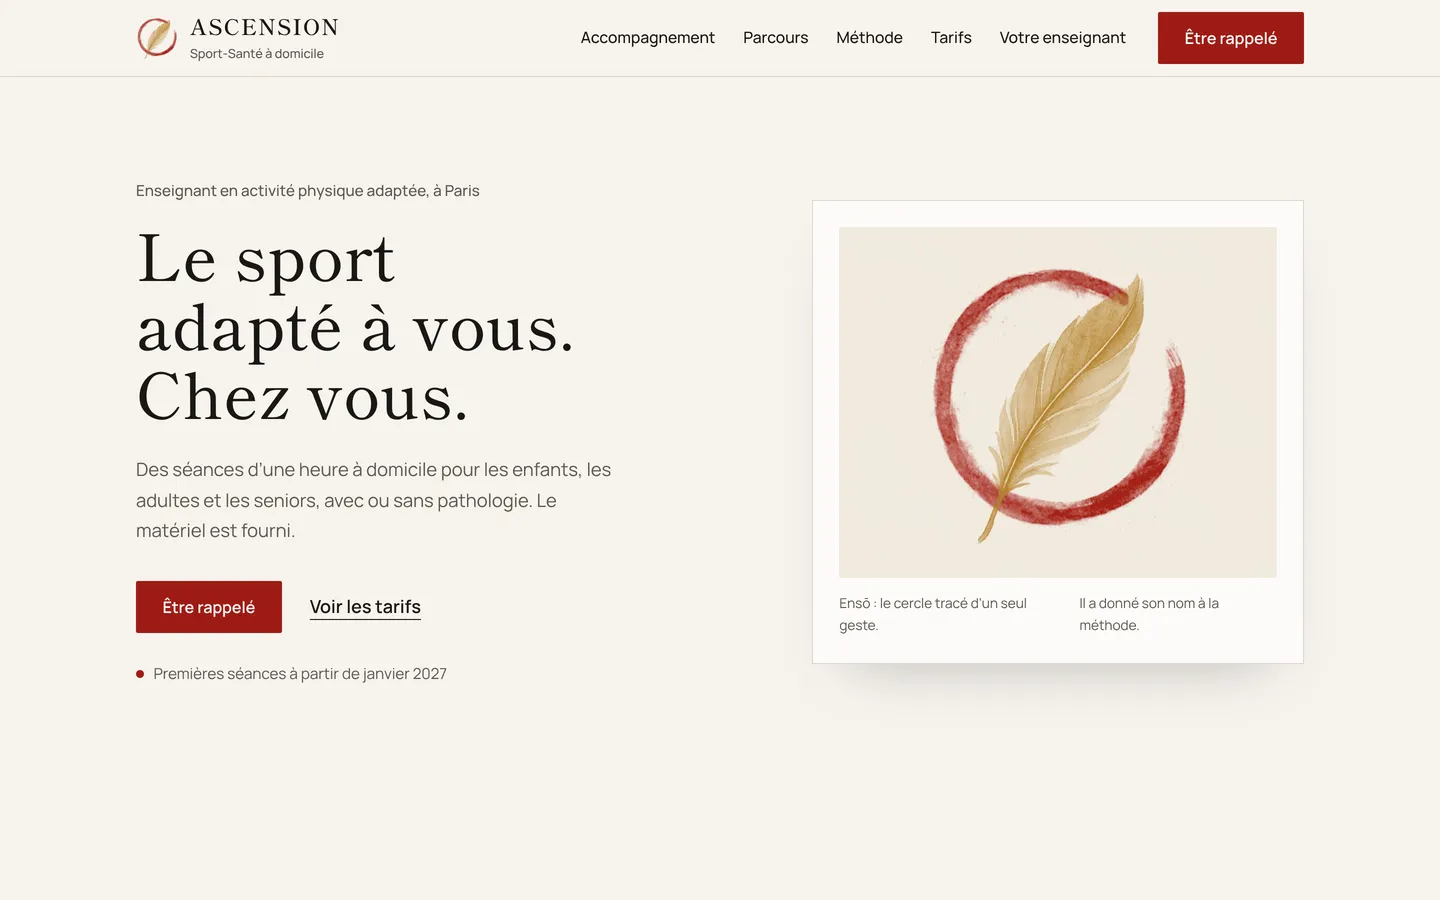 ASCENSION
Sport-Santé à domicile
Accompagnement
Parcours
Méthode
Tarifs
Votre enseignant
Être rappelé
Enseignant en activité physique adaptée, à Paris
Le sport
adapté à vous.
Chez vous.
Des séances d’une heure à domicile pour les enfants, les
adultes et les seniors, avec ou sans pathologie. Le
matériel est fourni.
Être rappelé
Voir les tarifs
Premières séances à partir de janvier 2027
Ensō : le cercle tracé d’un seul
geste.
Il a donné son nom à la
méthode.